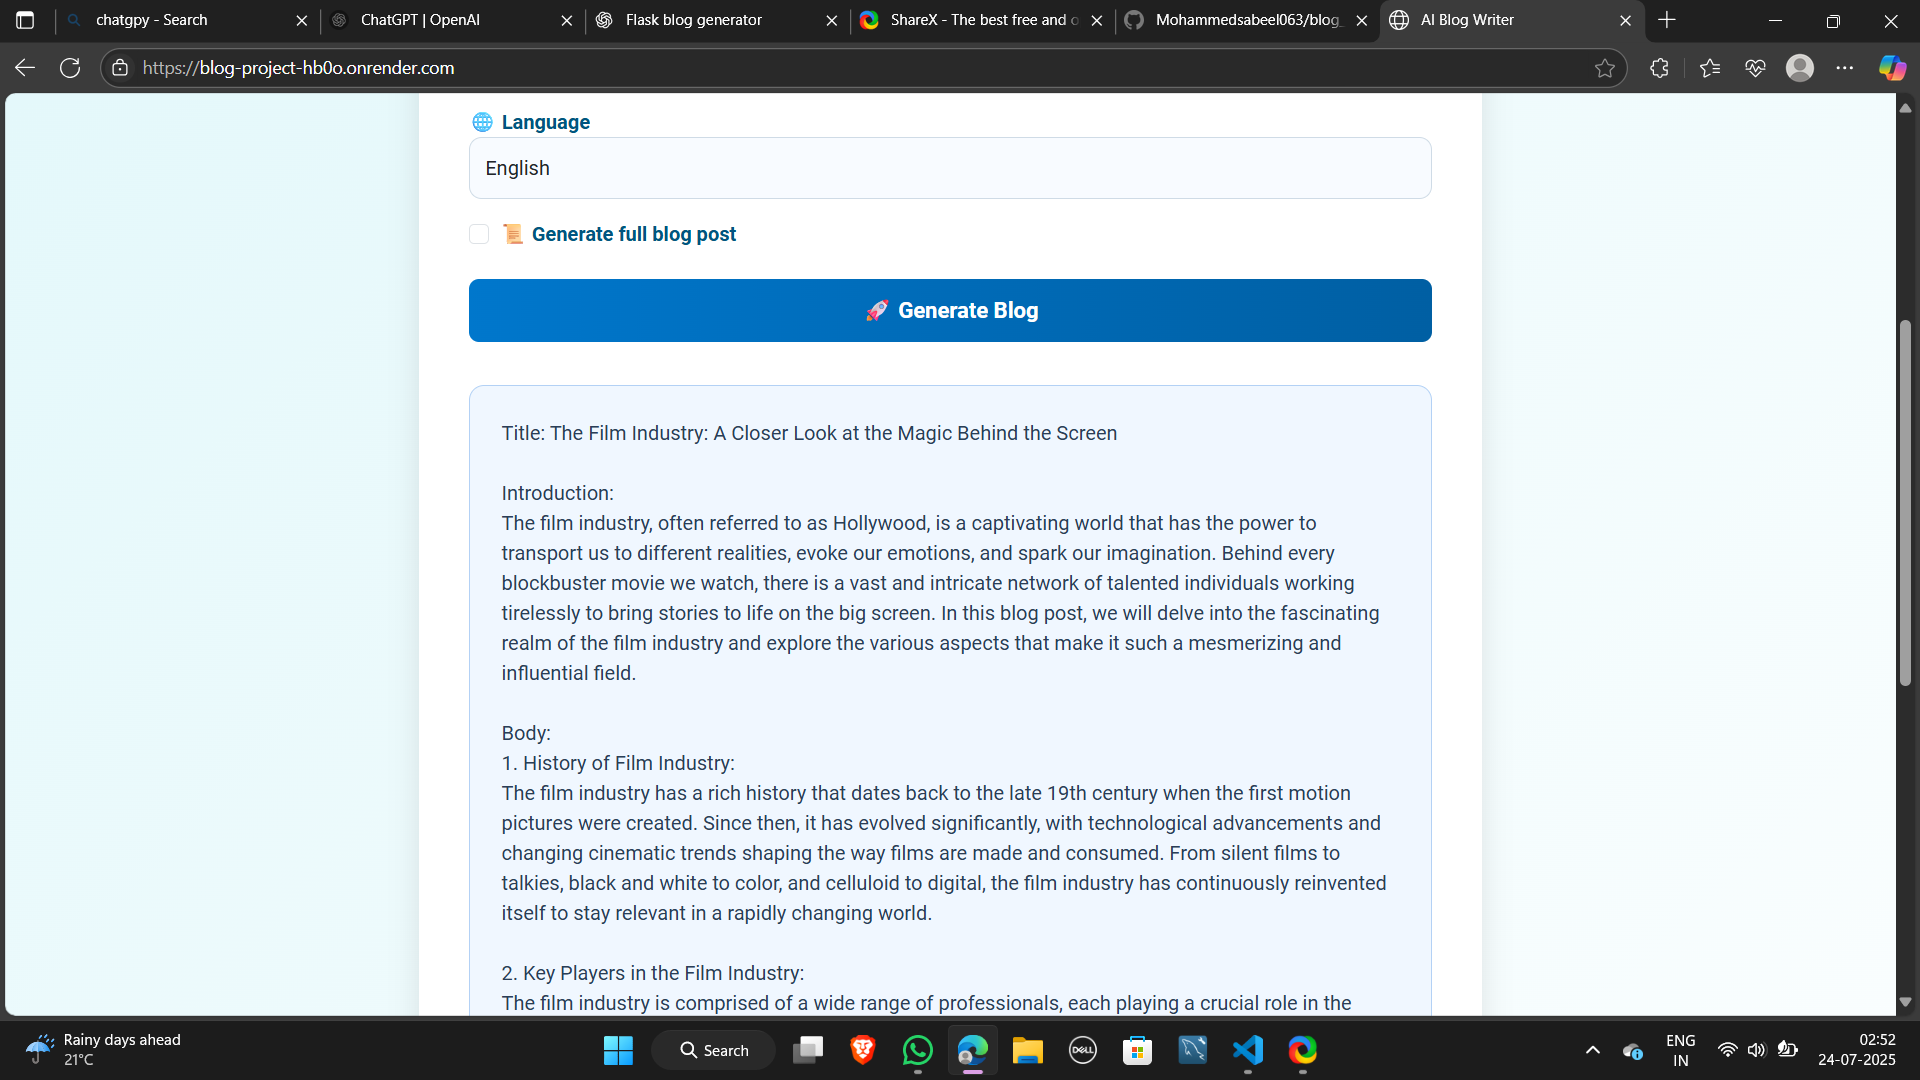 chatgpy - Search
ChatGPT | OpenAI
Flask blog generator
ShareX - The best free and o
Mohammedsabeel063/blog_
AI Blog Writer
https://blog-project-hb0o.onrender.com
Language
English
Generate full blog post
Generate Blog
Title: The Film Industry: A Closer Look at the Magic Behind the Screen
Introduction:
The film industry, often referred to as Hollywood, is a captivating world that has the power to
transport us to different realities, evoke our emotions, and spark our imagination. Behind every
blockbuster movie we watch, there is a vast and intricate network of talented individuals working
tirelessly to bring stories to life on the big screen. In this blog post, we will delve into the fascinating
realm of the film industry and explore the various aspects that make it such a mesmerizing and
influential field.
Body:
1. History of Film Industry:
The film industry has a rich history that dates back to the late 19th century when the first motion
pictures were created. Since then, it has evolved significantly, with technological advancements and
changing cinematic trends shaping the way films are made and consumed. From silent films to
talkies, black and white to color, and celluloid to digital, the film industry has continuously reinvented
itself to stay relevant in a rapidly changing world.
2. Key Players in the Film Industry:
The film industry is comprised of a wide range of professionals, each playing a crucial role in the
Rainy days ahead
21°C
Search
DELL
ENG
IN
02:52
24-07-2025